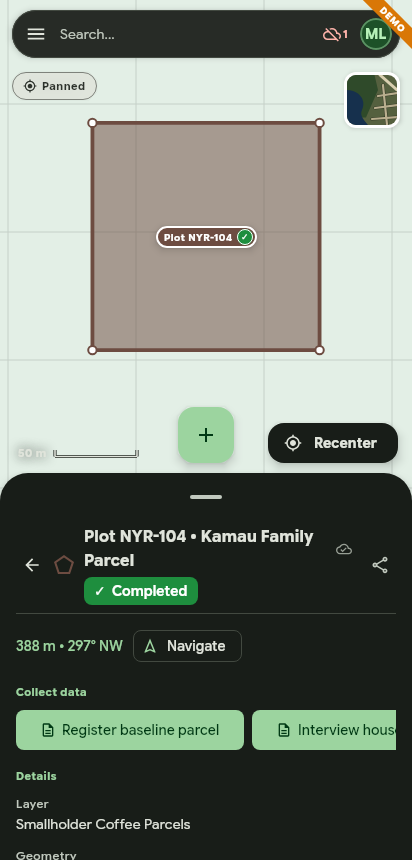 DEMO
Search...
1
ML
Panned
Plot NYR-104 ✓
50 m
+
Recenter
Plot NYR-104 • Kamau Family
Parcel
✓ Completed
388 m • 297° NW
Navigate
Collect data
Register baseline parcel
Interview house
Details
Layer
Smallholder Coffee Parcels
Geometry